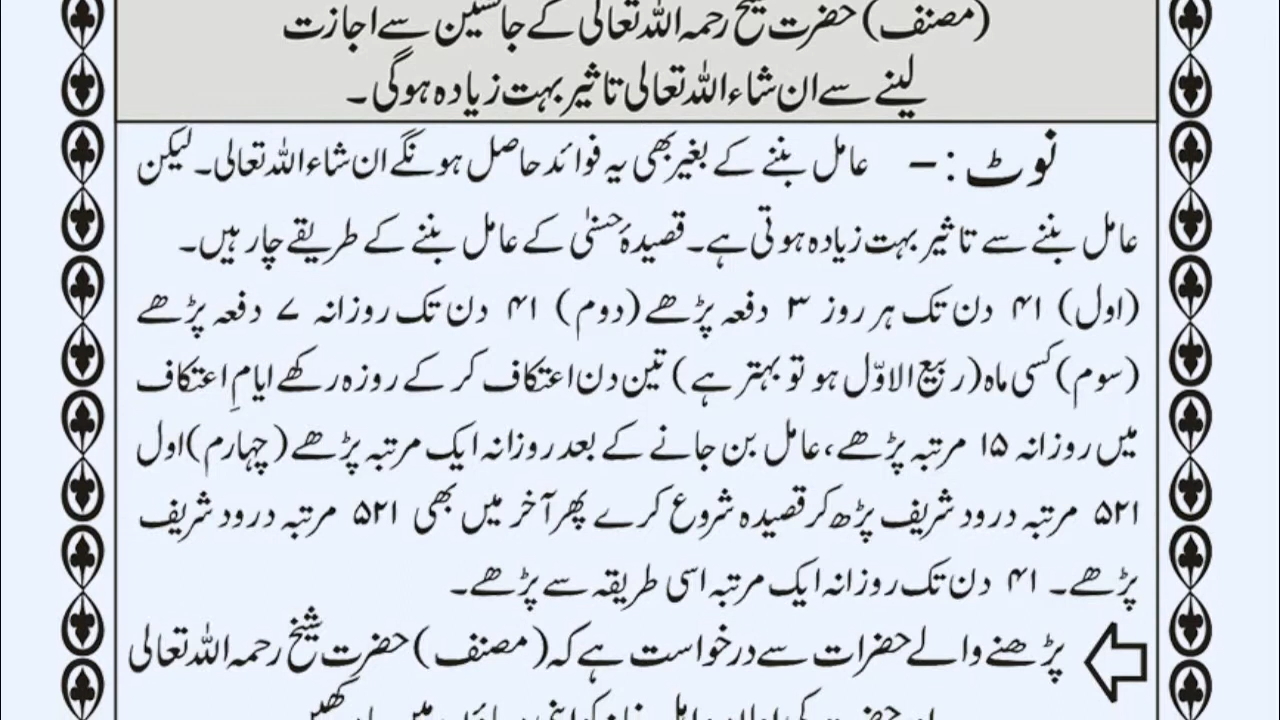 (مصنف) حضرت شیخ رحمہ اللہ تعالی کے جانشین سے اجازت
لینے سے ان شاء اللہ تعالی تاثیر بہت زیادہ ہوگی۔
نوٹ :- عامل بننے کے بغیر بھی یہ فوائد حاصل ہونگے ان شاء اللہ تعالی۔ لیکن
عامل بننے سے تاثیر بہت زیادہ ہوتی ہے۔ قصیدۂ حسنٰی کے عامل بننے کے طریقے چار ہیں۔
(اول) ۴۱ دن تک ہر روز ۳ دفعہ پڑھے (دوم) ۴۱ دن تک روزانہ ۷ دفعہ پڑھے
(سوم) کسی ماہ (ربیع الاوّل ہو تو بہتر ہے) تین دن اعتکاف کر کے روزہ رکھے ایامِ اعتکاف
میں روزانہ ۱۵ مرتبہ پڑھے، عامل بن جانے کے بعد روزانہ ایک مرتبہ پڑھے (چہارم) اول
۵۲۱ مرتبہ درود شریف پڑھ کر قصیدہ شروع کرے پھر آخر میں بھی ۵۲۱ مرتبہ درود شریف
پڑھے۔ ۴۱ دن تک روزانہ ایک مرتبہ اسی طریقہ سے پڑھے۔
پڑھنے والے حضرات سے درخواست ہے کہ (مصنف) حضرت شیخ رحمہ اللہ تعالی